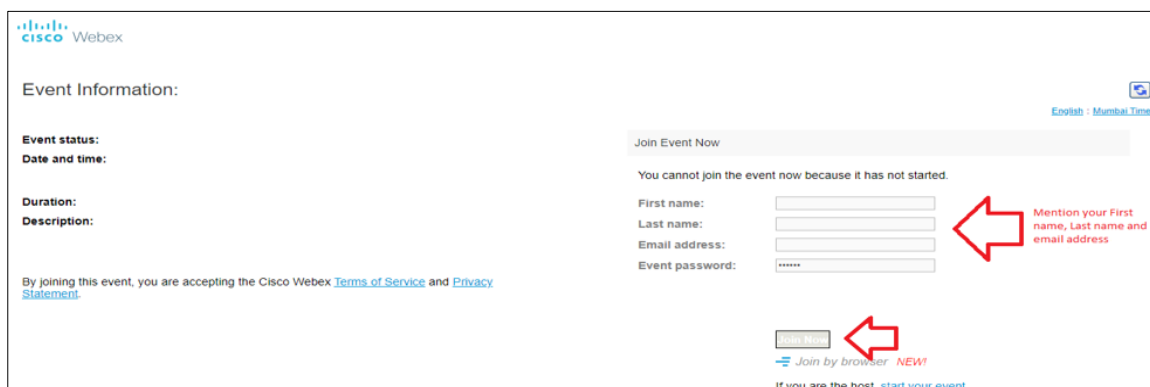 cisco Webex
Event Information:
English : Mumbai Time
Event status:
Date and time:
Duration:
Description:
By joining this event, you are accepting the Cisco Webex Terms of Service and Privacy
Statement.
Join Event Now
You cannot join the event now because it has not started.
First name:
Last name:
Email address:
Event password:
••••••
Mention your First
name, Last name and
email address
Join Now
Join by browser NEW!
If you are the host, start your event